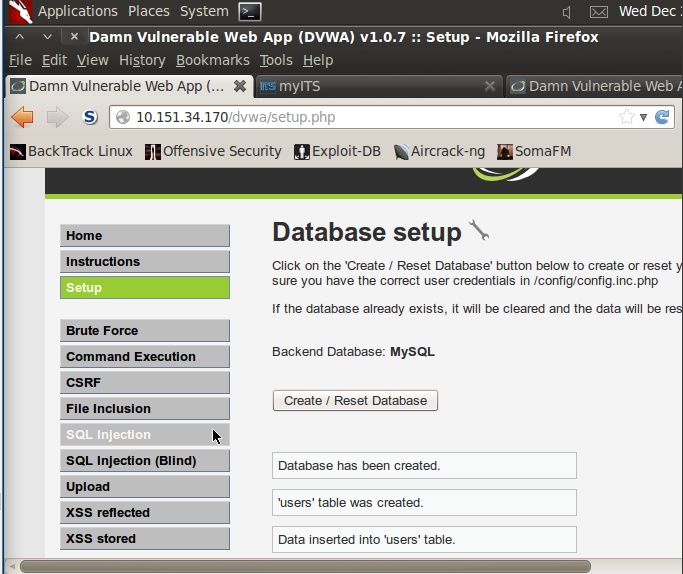 Applications Places System Wed Dec
Damn Vulnerable Web App (DVWA) v1.0.7 :: Setup - Mozilla Firefox
File Edit View History Bookmarks Tools Help
Damn Vulnerable Web App (... myITS Damn Vulnerable Web A
10.151.34.170/dvwa/setup.php
BackTrack Linux Offensive Security Exploit-DB Aircrack-ng SomaFM
Home
Instructions
Setup
Brute Force
Command Execution
CSRF
File Inclusion
SQL Injection
SQL Injection (Blind)
Upload
XSS reflected
XSS stored
Database setup
Click on the 'Create / Reset Database' button below to create or reset y
sure you have the correct user credentials in /config/config.inc.php
If the database already exists, it will be cleared and the data will be res
Backend Database: MySQL
Create / Reset Database
Database has been created.
'users' table was created.
Data inserted into 'users' table.